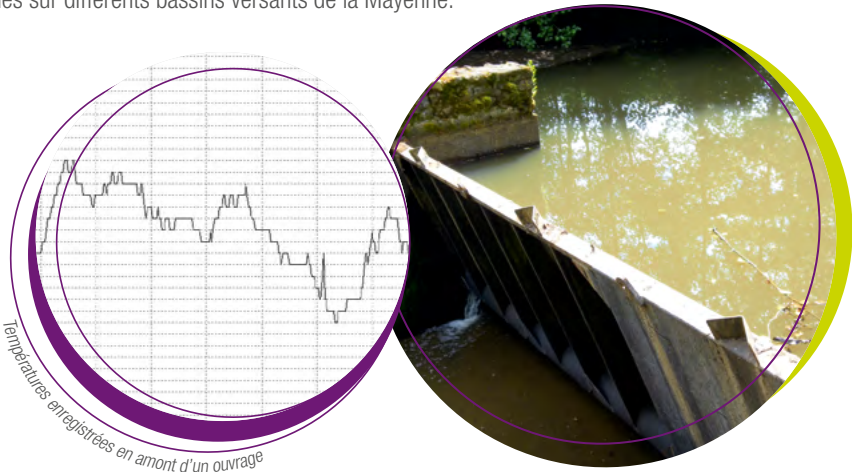 sur différents bassins versants de la Mayenne.
Températures enregistrées en amont d'un ouvrage